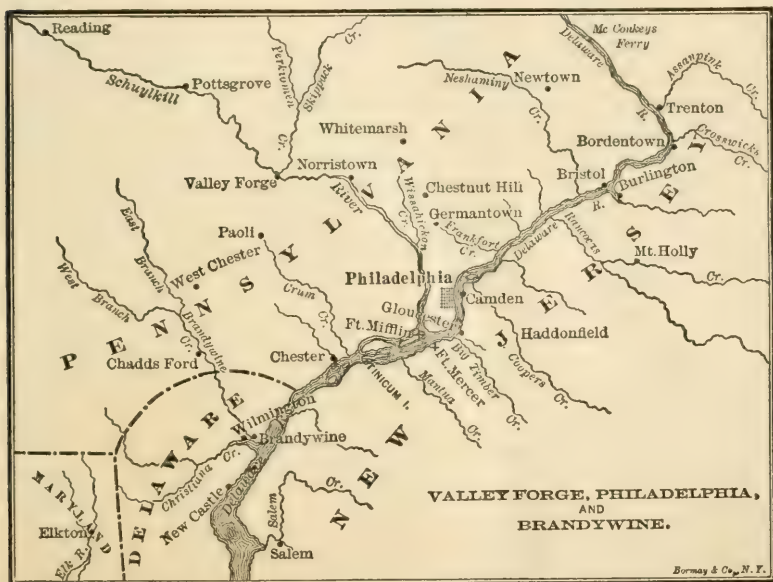 Reading
Mc Conkeys
Ferry
Delaware
R.
Schuylkill
Pottsgrove
Perkiomen
Cr.
Skippack
Cr.
Neshaminy
Cr.
Newtown
Assanpink
Cr.
Trenton
Whitemarsh
Bordentown
Crosswicks
Cr.
Valley Forge
Norristown
River
Wissahickon
Cr.
Chestnut Hill
Bristol
Burlington
R.
Germantown
Frankfort
Cr.
Delaware
Rancocis
Cr.
Mt. Holly
East
Branch
Paoli
West Chester
West
Branch
Brandywine
Cr.
Crum
Cr.
PENNSYLVANIA
Philadelphia
Camden
Gloucester
Ft. Mifflin
Haddonfield
Coopers
Cr.
Chadds Ford
Chester
TINICUM I.
Ft. Mercer
Big Timber
Cr.
Mantua
Cr.
NEW JERSEY
DELAWARE
Wilmington
Brandywine
Christiana Cr.
New Castle
Delaware
Salem
Cr.
Salem
MARYLAND
Elkton
Elk R.
VALLEY FORGE, PHILADELPHIA,
AND
BRANDYWINE.
Bormay & Co., N.Y.